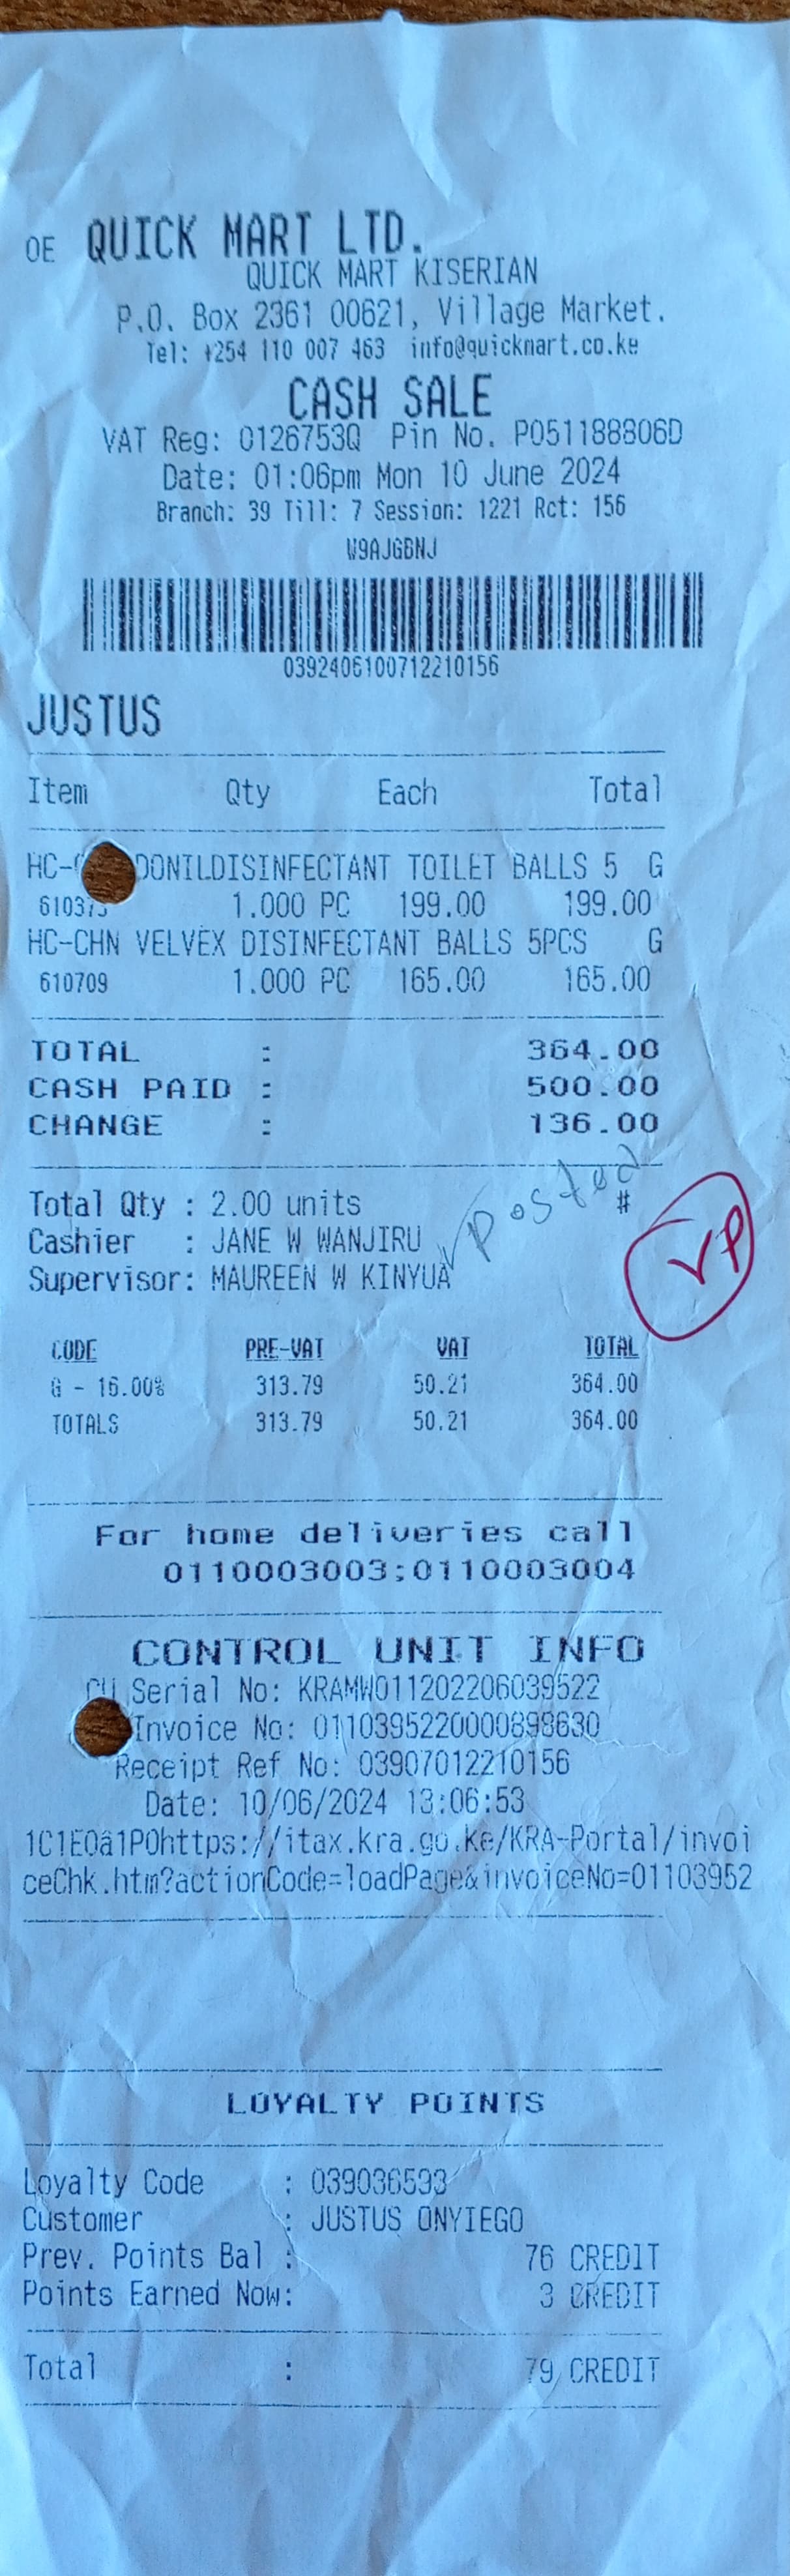 OE QUICK MART LTD.
QUICK MART KISERIAN
P.O. Box 2361 00621, Village Market.
Tel: +254 110 007 463 info@quickmart.co.ke
CASH SALE
VAT Reg: 0126753Q Pin No. P051188806D
Date: 01:06pm Mon 10 June 2024
Branch: 39 Till: 7 Session: 1221 Rct: 156
W9AJG6NJ
0392406100712210156
JUSTUS
Item Qty Each Total
DONILDISINFECTANT TOILET BALLS 5 G
1.000 PC 199.00 199.00
HC-CHN VELVEX DISINFECTANT BALLS 5PCS G
610709 1.000 PC 165.00 165.00
TOTAL : 364.00
CASH PAID : 500.00
CHANGE : 136.00
Posted
Total Qty : 2.00 units #
Cashier : JANE W WANJIRU
VP
Supervisor: MAUREEN W KINYUA
CODE PRE-VAT VAT TOTAL
G - 16.00% 313.79 50.21 364.00
TOTALS 313.79 50.21 364.00
For home deliveries call
0110003003;0110003004
CONTROL UNIT INFO
CU Serial No: KRAMW011202206039522
Invoice No: 0110395220000898630
Receipt Ref No: 03907012210156
Date: 10/06/2024 13:06:53
1C1E0â1P0https://itax.kra.go.ke/KRA-Portal/invoi
ceChk.htm?actionCode=loadPage&invoiceNo=01103952
LOYALTY POINTS
Loyalty Code : 039036593
Customer : JUSTUS ONYIEGO
Prev. Points Bal : 76 CREDIT
Points Earned Now: 3 CREDIT
Total : 79 CREDIT